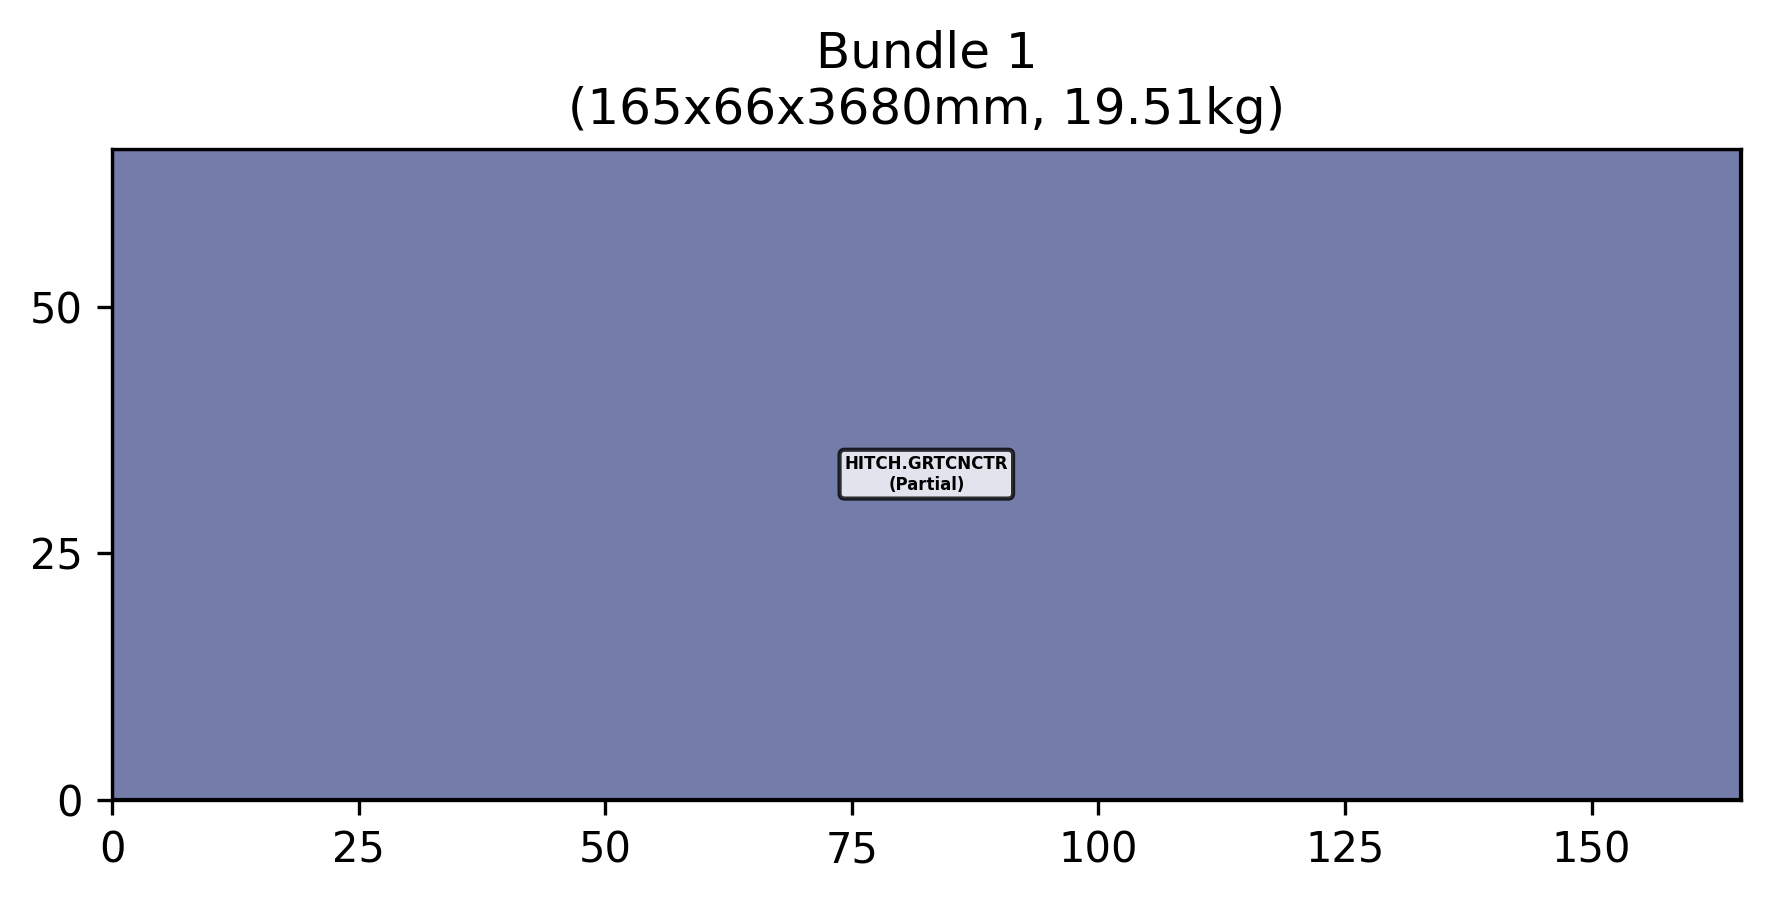 Bundle 1
(165x66x3680mm, 19.51kg)
50
HITCH.GRTCNCTR
(Partial)
25
0
0 25 50 75 100 125 150